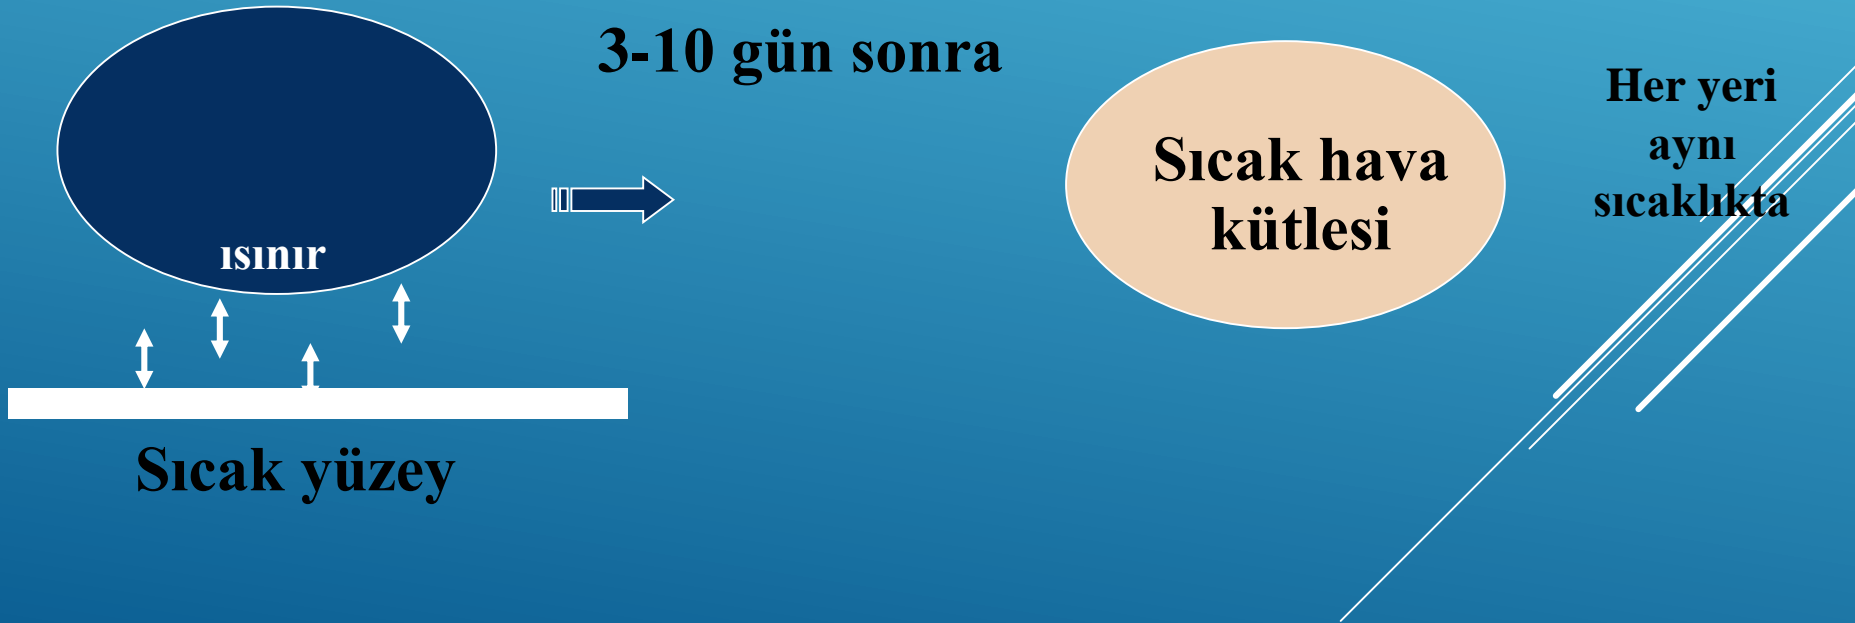 3-10 gün sonra
ısınır
Sıcak yüzey
Sıcak hava
kütlesi
Her yeri
aynı
sıcaklıkta